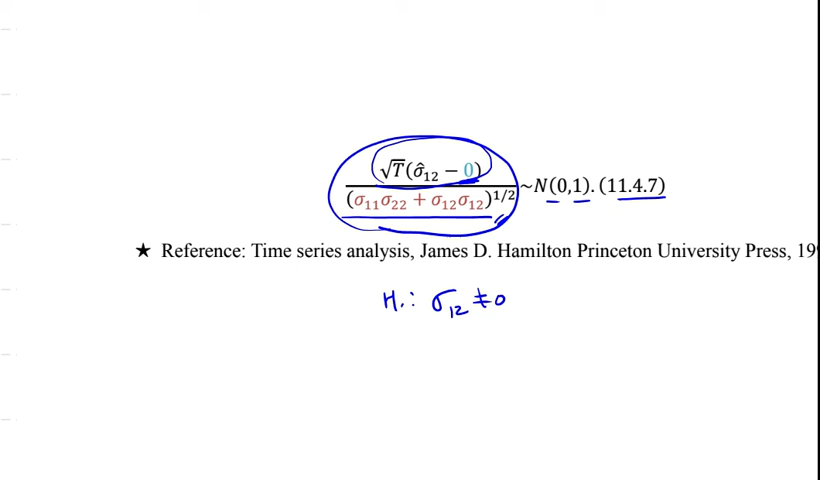 √T(σ̂₁₂ − 0)
(σ₁₁σ₂₂ + σ₁₂σ₁₂)^1/2 ~N(0,1). (11.4.7)
★ Reference: Time series analysis, James D. Hamilton Princeton University Press, 19
H₁: σ₁₂ ≠ 0